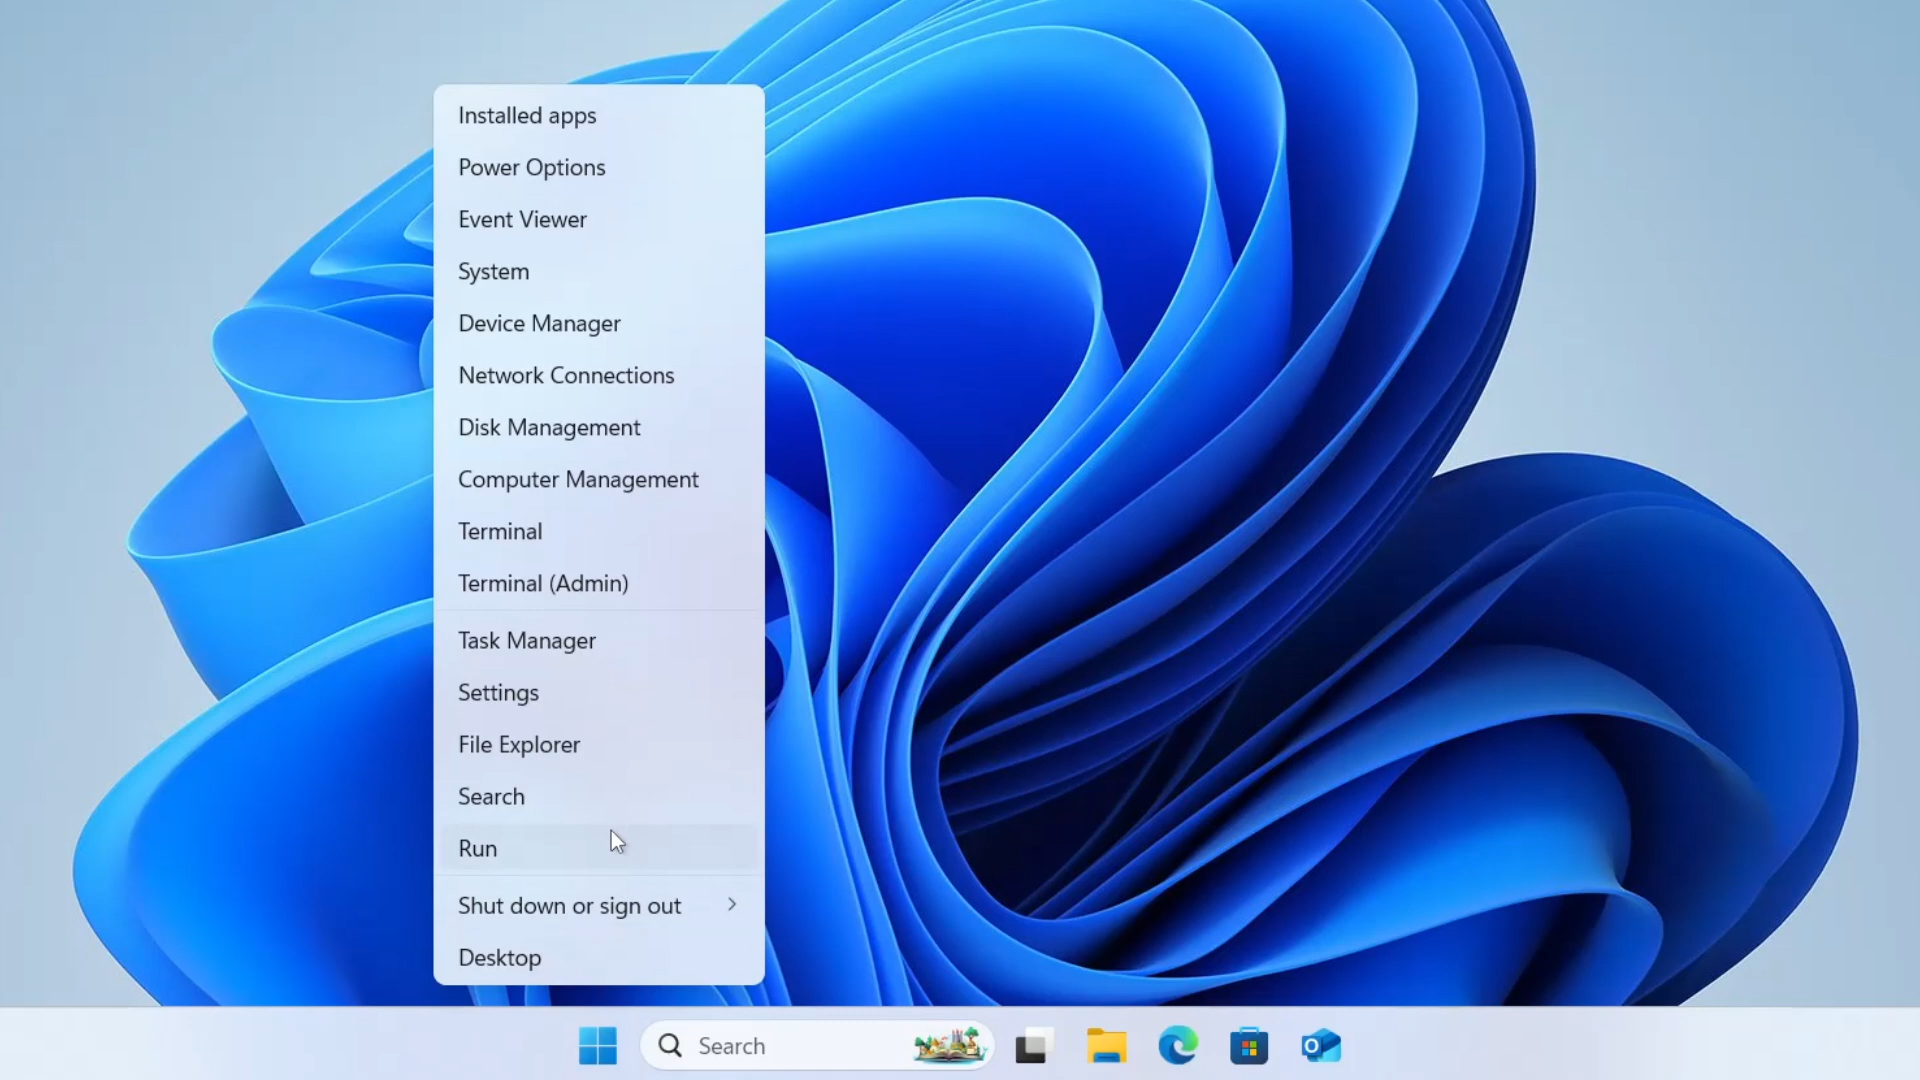 Installed apps
Power Options
Event Viewer
System
Device Manager
Network Connections
Disk Management
Computer Management
Terminal
Terminal (Admin)
Task Manager
Settings
File Explorer
Search
Run
Shut down or sign out
Desktop
Search